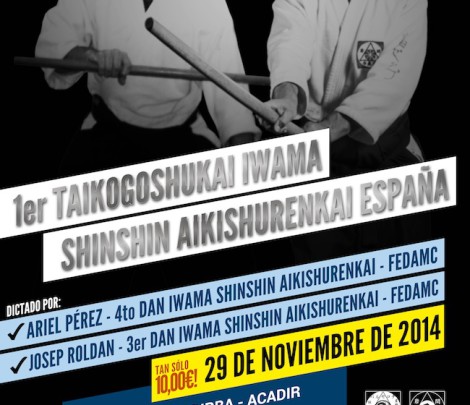 1er TAIKOGOSHUKAI IWAMA
SHINSHIN AIKISHURENKAI ESPAÑA
DICTADO POR:
✓ ARIEL PÉREZ - 4to DAN IWAMA SHINSHIN AIKISHURENKAI - FEDAMC
✓ JOSEP ROLDAN - 3er DAN IWAMA SHINSHIN AIKISHURENKAI - FEDAMC
TAN SÓLO
10,00€!
29 DE NOVIEMBRE DE 2014
- ACADIR